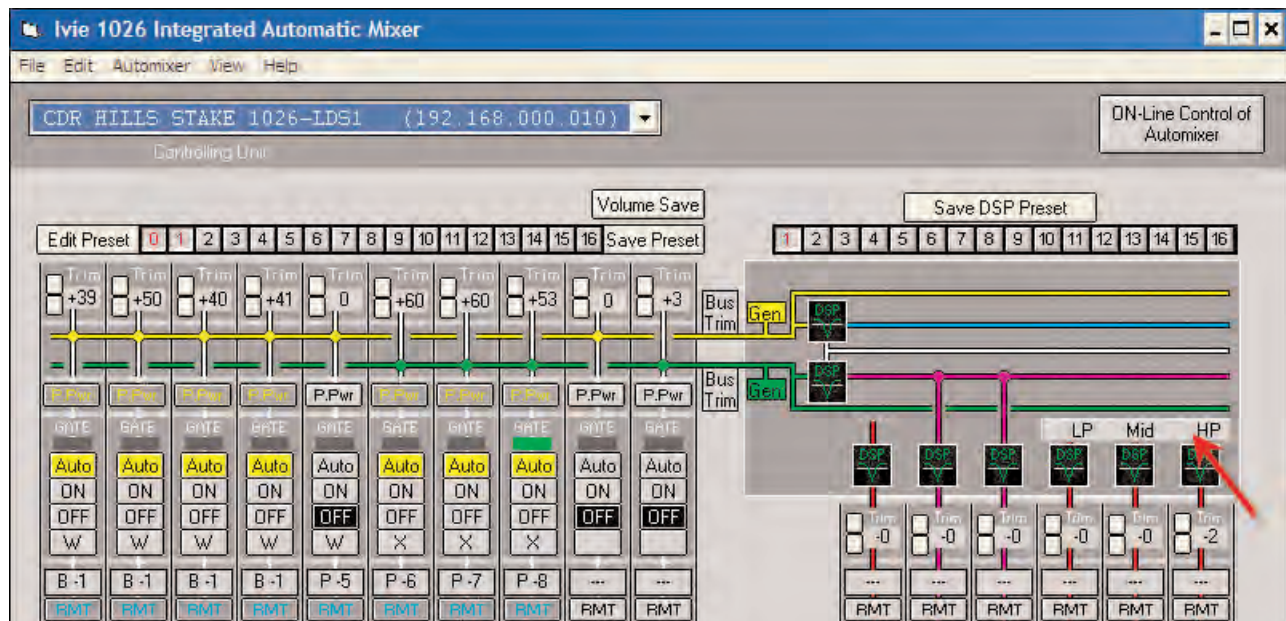 Ivie 1026 Integrated Automatic Mixer
File Edit Automixer View Help
CDR HILLS STAKE 1026-LDS1 (192.168.000.010)
ON-Line Control of
Automixer
Controlling Unit
Volume Save
Save DSP Preset
Edit Preset 0 1 2 3 4 5 6 7 8 9 10 11 12 13 14 15 16 Save Preset
1 2 3 4 5 6 7 8 9 10 11 12 13 14 15 16
Trim Trim Trim Trim Trim Trim Trim Trim Trim Trim
+39 +50 +40 +41 0 +60 +60 +53 0 +3
Bus
Trim
Gen
DSP
Bus
Trim
Gen
DSP
P.Pwr P.Pwr P.Pwr P.Pwr P.Pwr P.Pwr P.Pwr P.Pwr P.Pwr P.Pwr
GATE GATE GATE GATE GATE GATE GATE GATE GATE GATE
LP Mid HP
Auto Auto Auto Auto Auto Auto Auto Auto Auto Auto
DSP DSP DSP DSP DSP DSP
ON ON ON ON ON ON ON ON ON ON
OFF OFF OFF OFF OFF OFF OFF OFF OFF OFF
Trim Trim Trim Trim Trim Trim
-0 -0 -0 -0 -0 -2
W W W W W X X X
B -1 B -1 B -1 B -1 P -5 P -6 P -7 P -8 --- ---
--- --- --- --- --- ---
RMT RMT RMT RMT RMT RMT RMT RMT RMT RMT
RMT RMT RMT RMT RMT RMT